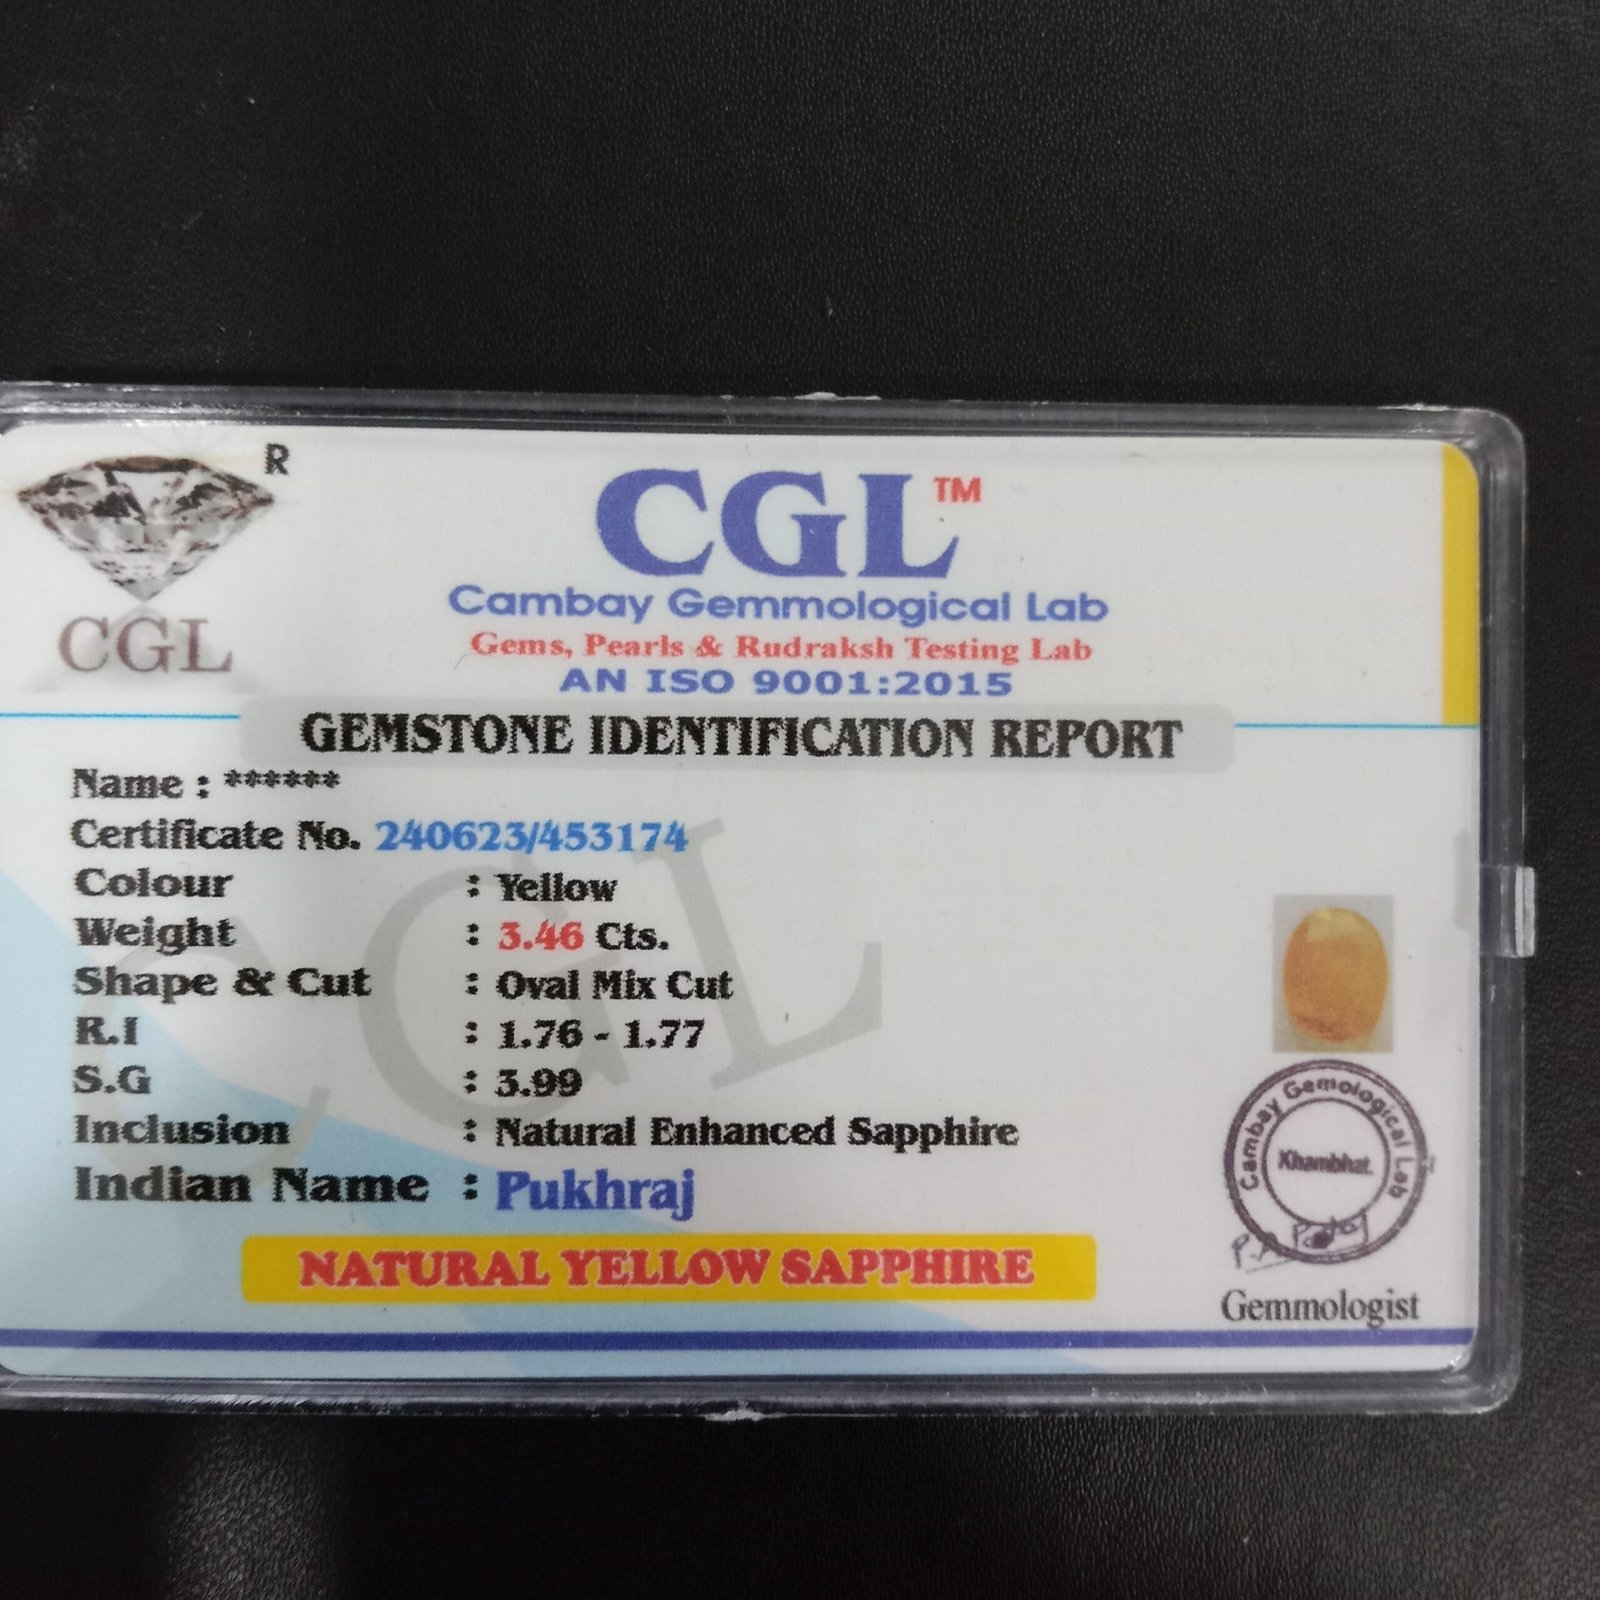 R
CGL
CGL™
Cambay Gemmological Lab
Gems, Pearls & Rudraksh Testing Lab
AN ISO 9001:2015
GEMSTONE IDENTIFICATION REPORT
Name : ******
Certificate No. 240623/453174
Colour : Yellow
Weight : 3.46 Cts.
Shape & Cut : Oval Mix Cut
R.I : 1.76 - 1.77
S.G : 3.99
Inclusion : Natural Enhanced Sapphire
Indian Name : Pukhraj
NATURAL YELLOW SAPPHIRE
CGL
Cambay Gemological Lab
Khambhat.
Gemmologist